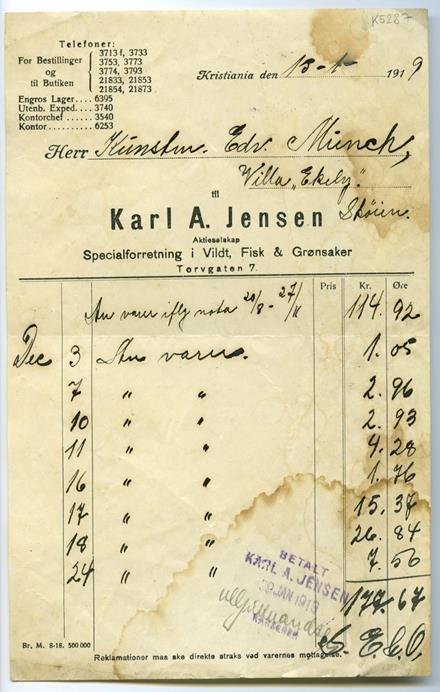 K5287
Telefoner:
For Bestillinger og til Butiken { 3713 f, 3733
3753, 3773
3774, 3793
21833, 21853
21854, 21873
Engros Lager .... 6395
Utenb. Exped. . 3740
Kontorchef ...... 3540
Kontor ............ 6253
Kristiania den 13-1- 1919
Herr Kunstm. Edv. Munch,
Villa „Ekely".
til Skøien.
Karl A. Jensen
Aktieselskap
Specialforretning i Vildt, Fisk & Grønsaker
Torvgaten 7.
Pris Kr. Øre
An varer iflg nota 20/8 - 27/11 114. 92
Dec 3 An varer. 1. 05
7 " " 2. 96
10 " " 2. 93
11 " " 4. 28
16 " " 1. 76
17 " " 15. 37
18 " " 26. 84
24 " " 7. 56
BETALT
KARL A. JENSEN
JAN 1919
177. 67
E. & O.
Br. M. 8-18. 500 000
Reklamationer maa ske direkte straks ved varernes mottagelse.